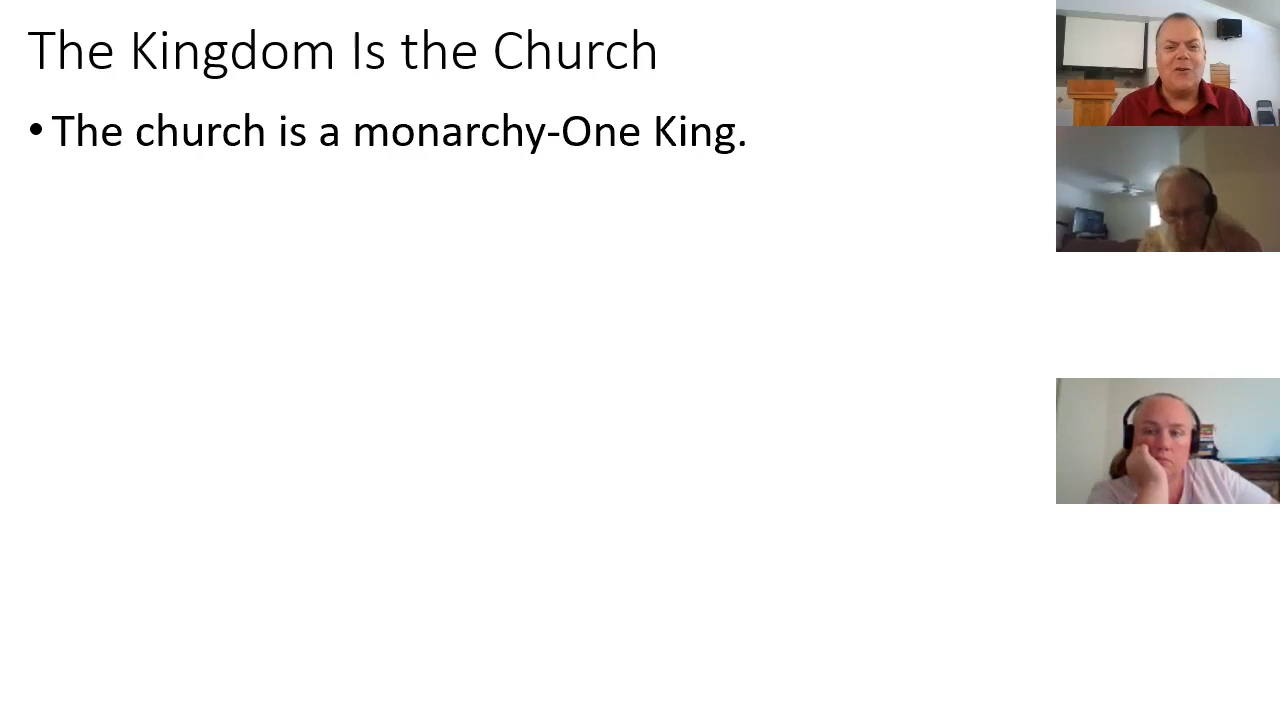 The Kingdom Is the Church
• The church is a monarchy-One King.